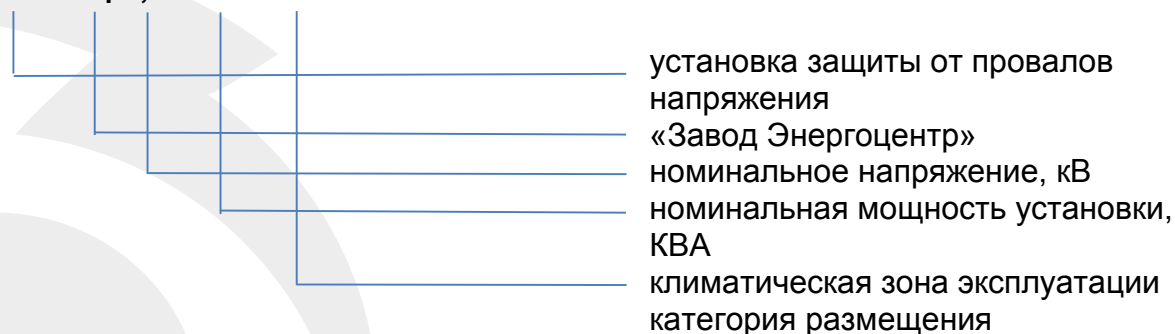 установка защиты от провалов
напряжения
«Завод Энергоцентр»
номинальное напряжение, кВ
номинальная мощность установки,
КВА
климатическая зона эксплуатации
категория размещения